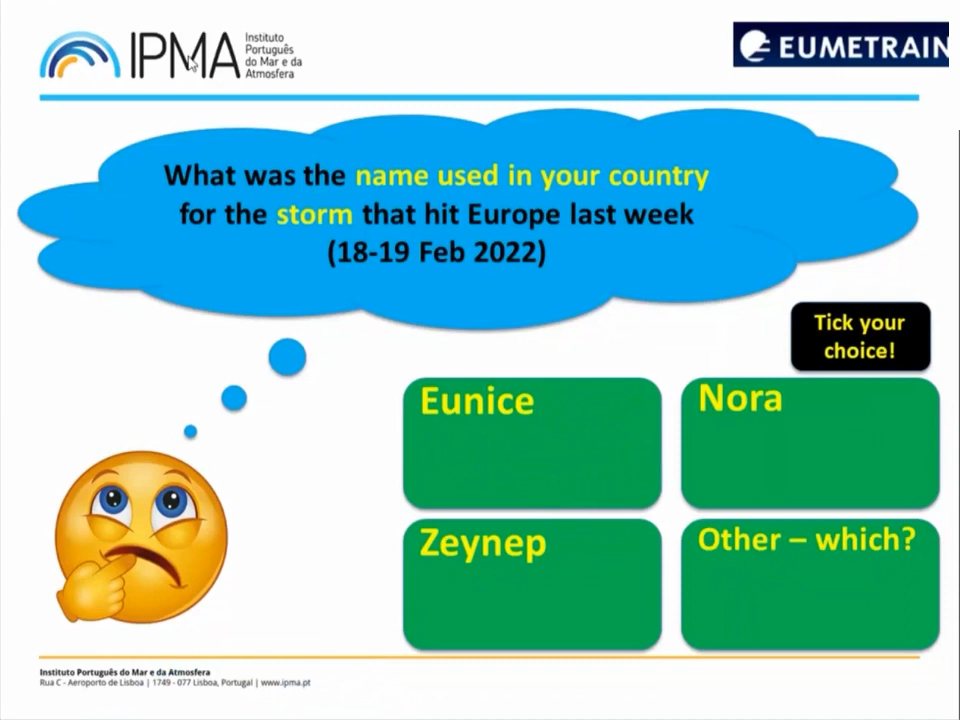 IPMA
Instituto
Português
do Mar e da
Atmosfera
EUMETRAIN
What was the name used in your country
for the storm that hit Europe last week
(18-19 Feb 2022)
Tick your
choice!
Eunice
Nora
Zeynep
Other – which?
Instituto Português do Mar e da Atmosfera
Rua C - Aeroporto de Lisboa | 1749 - 077 Lisboa, Portugal | www.ipma.pt